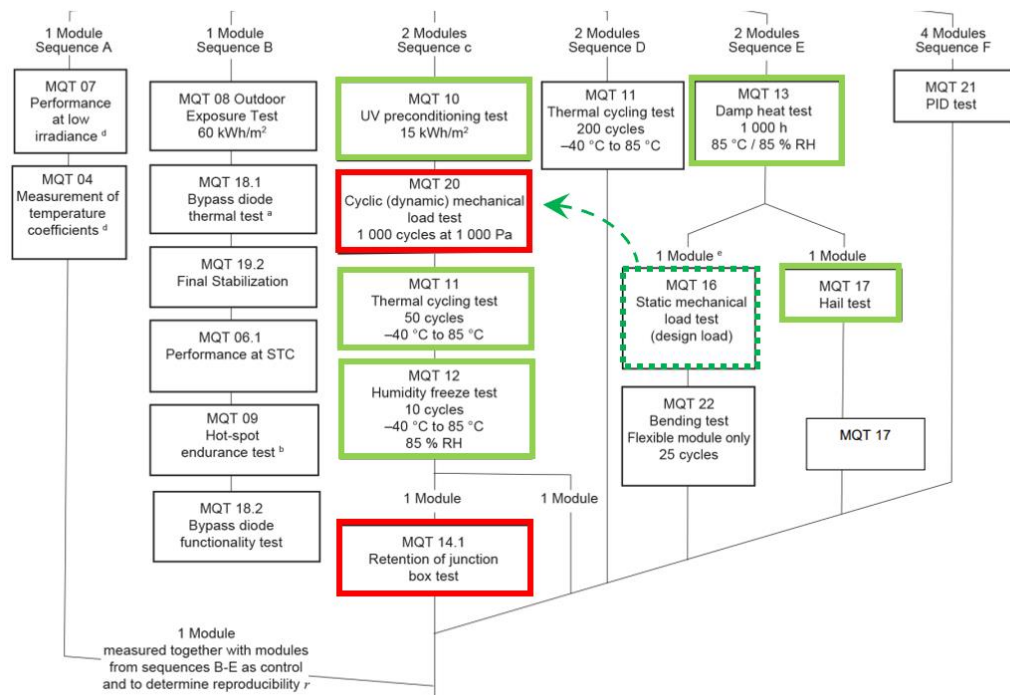 1 Module
Sequence A
MQT 07
Performance
at low
irradiance d
MQT 04
Measurement of
temperature
coefficients d
1 Module
Sequence B
MQT 08 Outdoor
Exposure Test
60 kWh/m²
MQT 18.1
Bypass diode
thermal test a
MQT 19.2
Final Stabilization
MQT 06.1
Performance at STC
MQT 09
Hot-spot
endurance test b
MQT 18.2
Bypass diode
functionality test
2 Modules
Sequence c
MQT 10
UV preconditioning test
15 kWh/m²
MQT 20
Cyclic (dynamic) mechanical
load test
1 000 cycles at 1 000 Pa
MQT 11
Thermal cycling test
50 cycles
–40 °C to 85 °C
MQT 12
Humidity freeze test
10 cycles
–40 °C to 85 °C
85 % RH
1 Module
1 Module
MQT 14.1
Retention of junction
box test
2 Modules
Sequence D
MQT 11
Thermal cycling test
200 cycles
–40 °C to 85 °C
2 Modules
Sequence E
MQT 13
Damp heat test
1 000 h
85 °C / 85 % RH
1 Module e
MQT 16
Static mechanical
load test
(design load)
MQT 22
Bending test
Flexible module only
25 cycles
1 Module
MQT 17
Hail test
MQT 17
4 Modules
Sequence F
MQT 21
PID test
1 Module
measured together with modules
from sequences B-E as control
and to determine reproducibility r